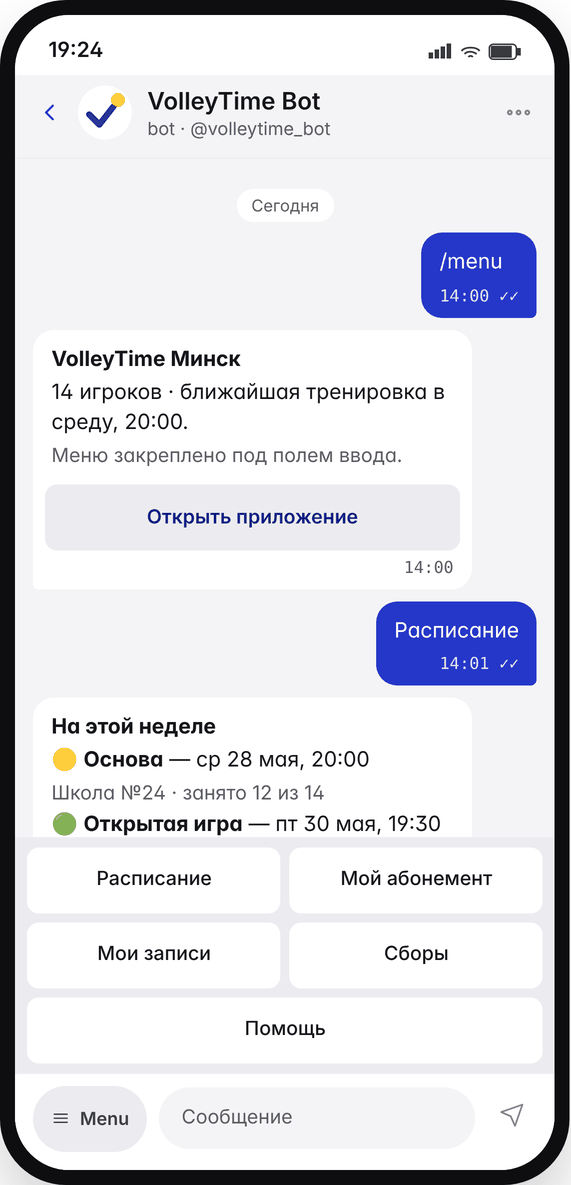 19:24
VolleyTime Bot
bot · @volleytime_bot
Сегодня
/menu
14:00 ✓✓
VolleyTime Минск
14 игроков · ближайшая тренировка в
среду, 20:00.
Меню закреплено под полем ввода.
Открыть приложение
14:00
Расписание
14:01 ✓✓
На этой неделе
🟡 Основа — ср 28 мая, 20:00
Школа №24 · занято 12 из 14
🟢 Открытая игра — пт 30 мая, 19:30
Расписание
Мой абонемент
Мои записи
Сборы
Помощь
Menu
Сообщение